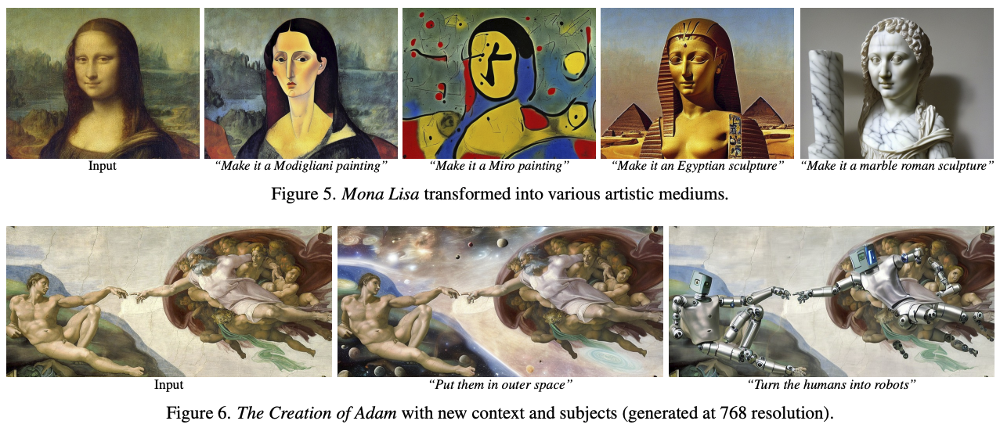 Input
“Make it a Modigliani painting”
“Make it a Miro painting”
“Make it an Egyptian sculpture”
“Make it a marble roman sculpture”
Figure 5. Mona Lisa transformed into various artistic mediums.
Input
“Put them in outer space”
“Turn the humans into robots”
Figure 6. The Creation of Adam with new context and subjects (generated at 768 resolution).